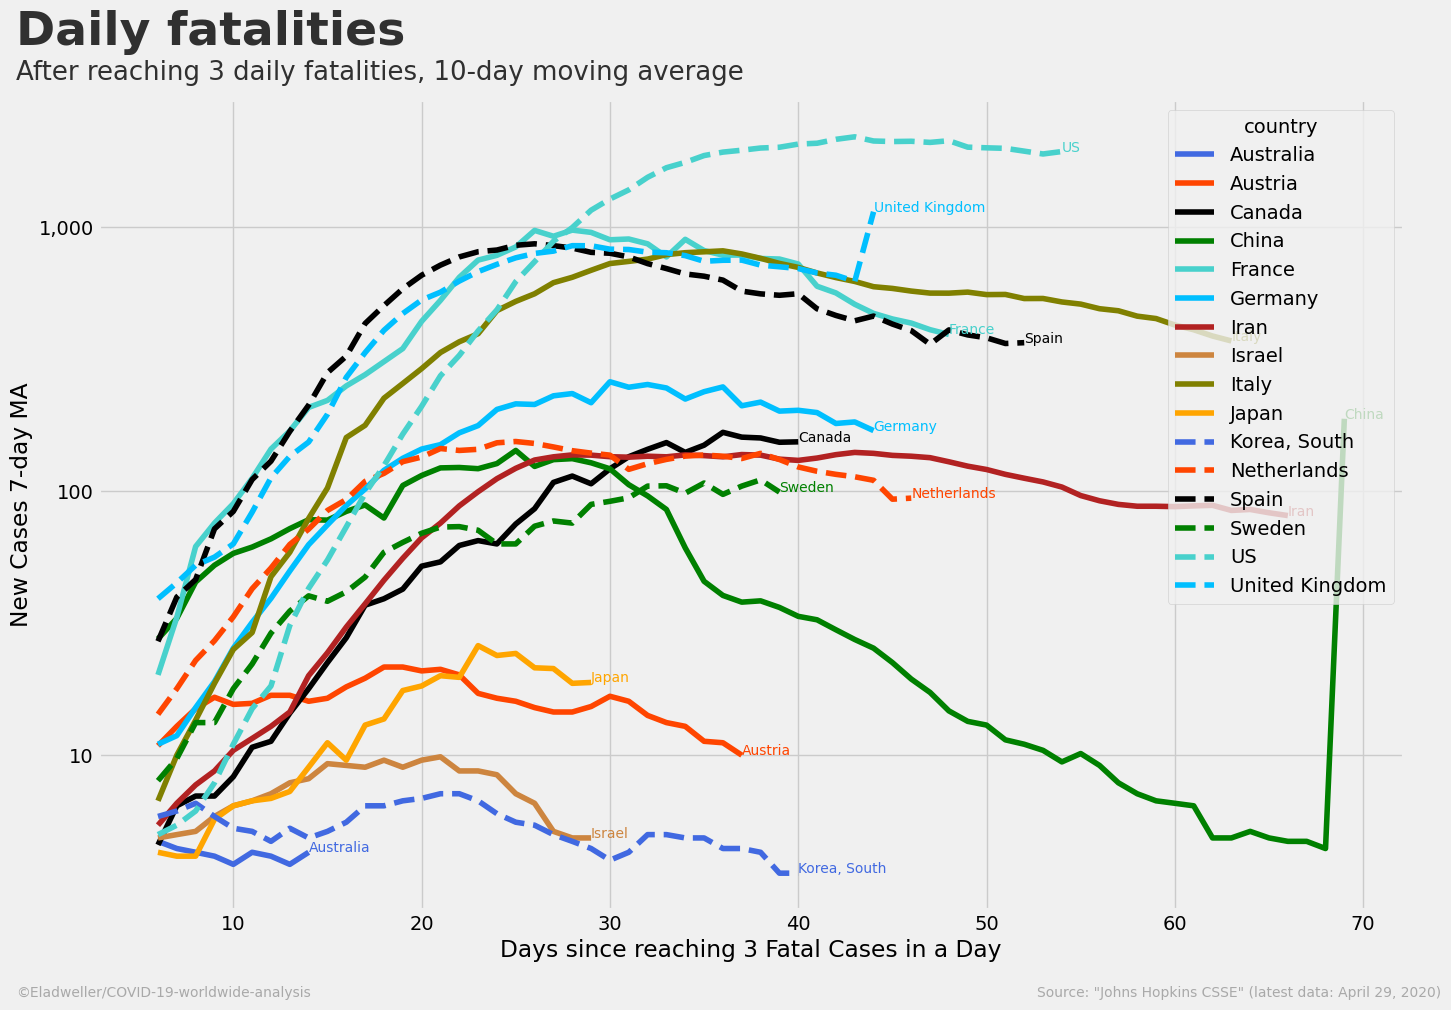 Daily fatalities
After reaching 3 daily fatalities, 10-day moving average
New Cases 7-day MA
1,000
100
10
country
Australia
Austria
Canada
China
France
Germany
Iran
Israel
Italy
Japan
Korea, South
Netherlands
Spain
Sweden
US
United Kingdom
US
United Kingdom
France
Spain
Italy
China
Germany
Canada
Sweden
Netherlands
Iran
Japan
Austria
Israel
Australia
Korea, South
10
20
30
40
50
60
70
Days since reaching 3 Fatal Cases in a Day
©Eladweller/COVID-19-worldwide-analysis
Source: "Johns Hopkins CSSE" (latest data: April 29, 2020)